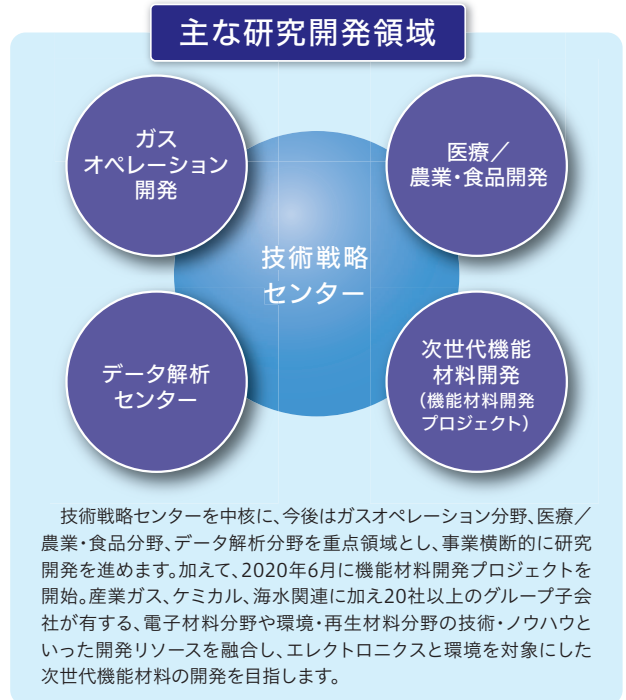 主な研究開発領域
ガス
オペレーション
開発
医療／
農業・食品開発
技術戦略
センター
データ解析
センター
次世代機能
材料開発
（機能材料開発
プロジェクト）
　技術戦略センターを中核に、今後はガスオペレーション分野、医療／
農業・食品分野、データ解析分野を重点領域とし、事業横断的に研究
開発を進めます。加えて、2020年6月に機能材料開発プロジェクトを
開始。産業ガス、ケミカル、海水関連に加え20社以上のグループ子会
社が有する、電子材料分野や環境・再生材料分野の技術・ノウハウと
いった開発リソースを融合し、エレクトロニクスと環境を対象にした
次世代機能材料の開発を目指します。